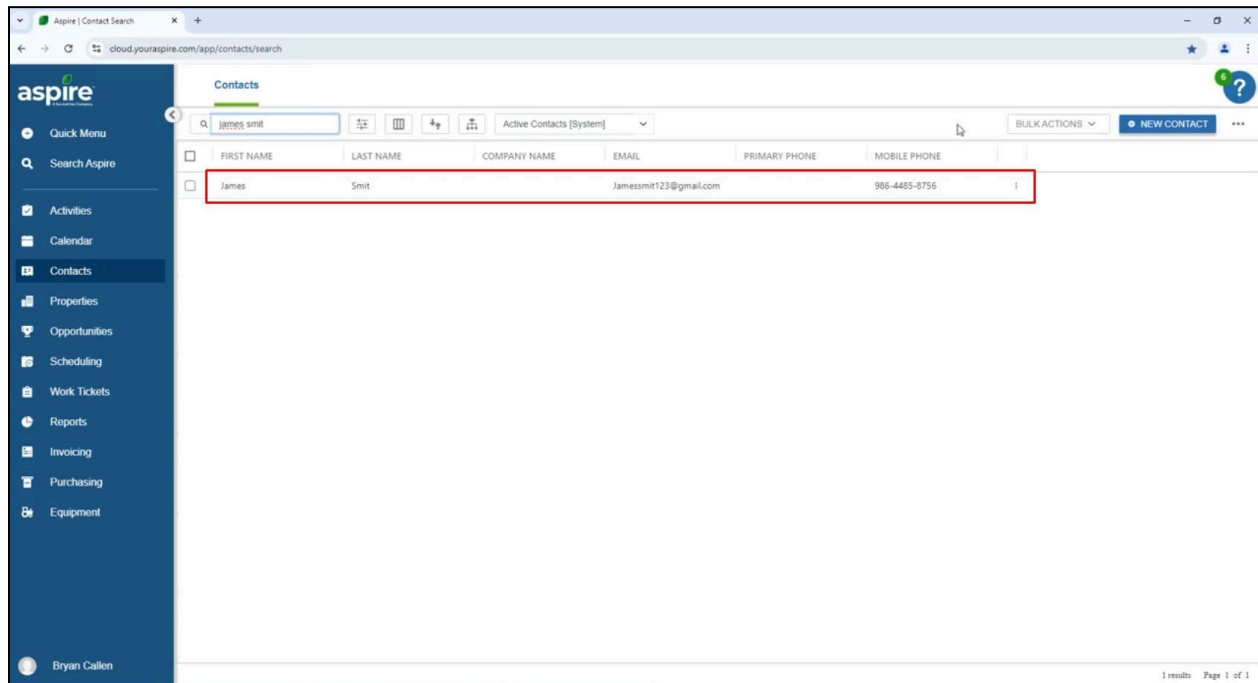 Aspire | Contact Search
cloud.youraspire.com/app/contacts/search
aspire
Quick Menu
Search Aspire
Activities
Calendar
Contacts
Properties
Opportunities
Scheduling
Work Tickets
Reports
Invoicing
Purchasing
Equipment
Bryan Callen
Contacts
6
?
james smit
Active Contacts [System]
BULK ACTIONS
NEW CONTACT
FIRST NAME LAST NAME COMPANY NAME EMAIL PRIMARY PHONE MOBILE PHONE
James Smit Jamessmit123@gmail.com 986-4485-8756
1 results Page 1 of 1